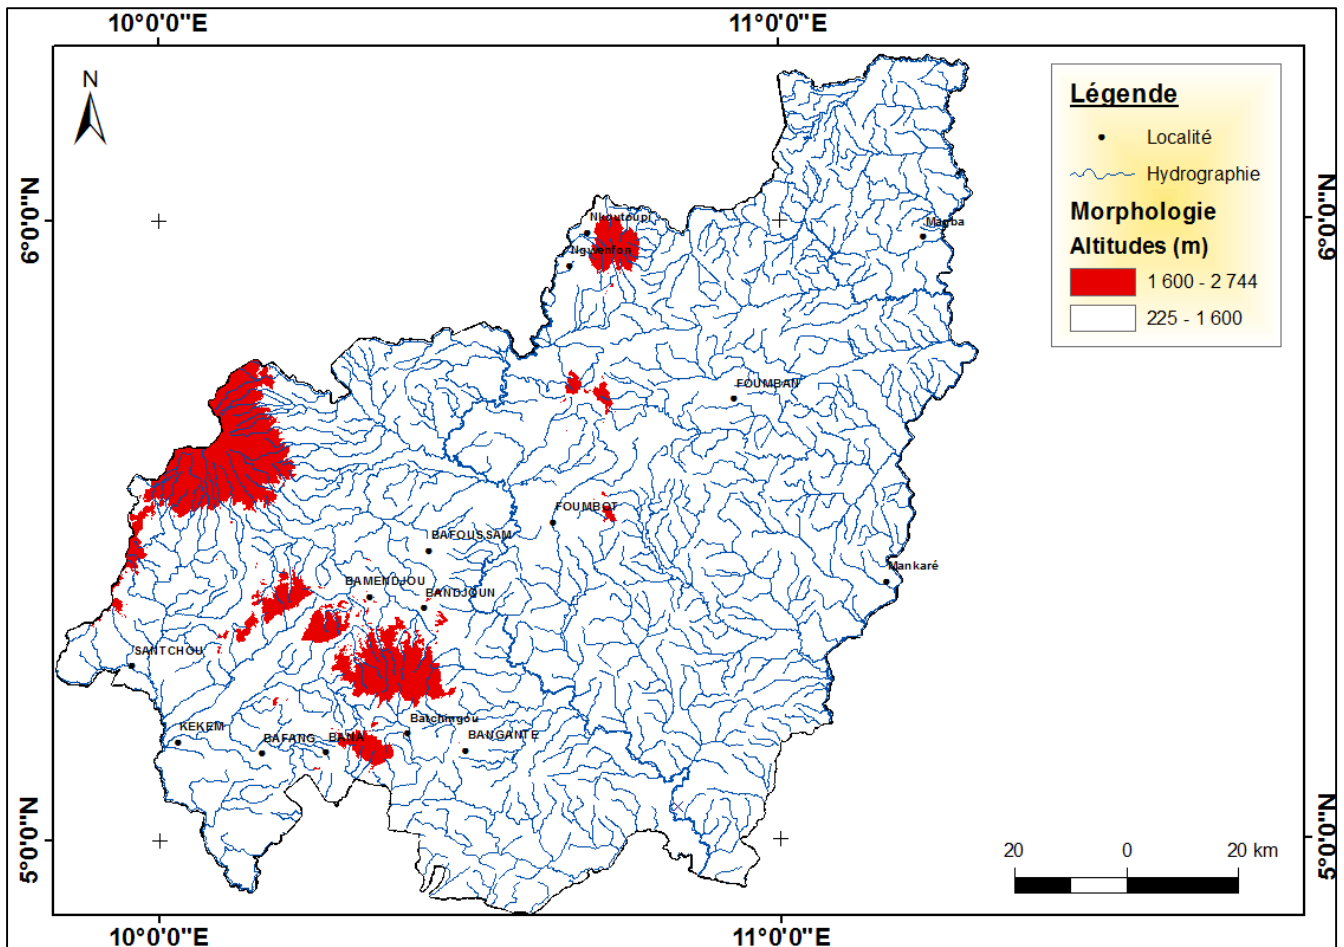 10°0'0"E 11°0'0"E
N
Légende
Localité
Hydrographie
Morphologie
Altitudes (m)
1 600 - 2 744
225 - 1 600
6°0'0"N 6°0'0"N
Nkoutoupi
Mamba
Ngwenfon
FOUMBAN
FOUMBOT
BAFOUSSAM
BAMENDJOU
BANDJOUN
Mankaré
SANTCHOU
Batchingou
KEKEM
BAFANG
BANA
BANGANTE
5°0'0"N 5°0'0"N
20 0 20 km
10°0'0"E 11°0'0"E